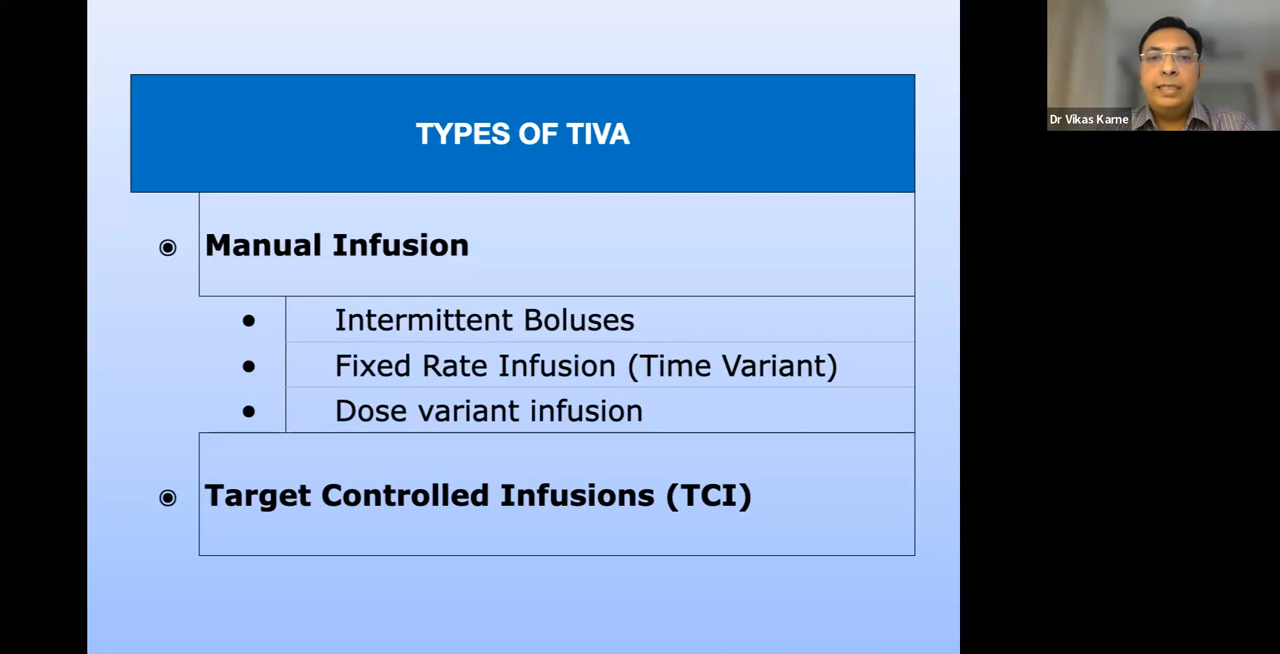 TYPES OF TIVA
Manual Infusion
Intermittent Boluses
Fixed Rate Infusion (Time Variant)
Dose variant infusion
Target Controlled Infusions (TCI)
Dr Vikas Karne